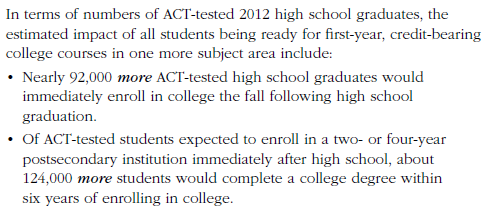 In terms of numbers of ACT-tested 2012 high school graduates, the
estimated impact of all students being ready for first-year, credit-bearing
college courses in one more subject area include:
• Nearly 92,000 more ACT-tested high school graduates would
immediately enroll in college the fall following high school
graduation.
• Of ACT-tested students expected to enroll in a two- or four-year
postsecondary institution immediately after high school, about
124,000 more students would complete a college degree within
six years of enrolling in college.